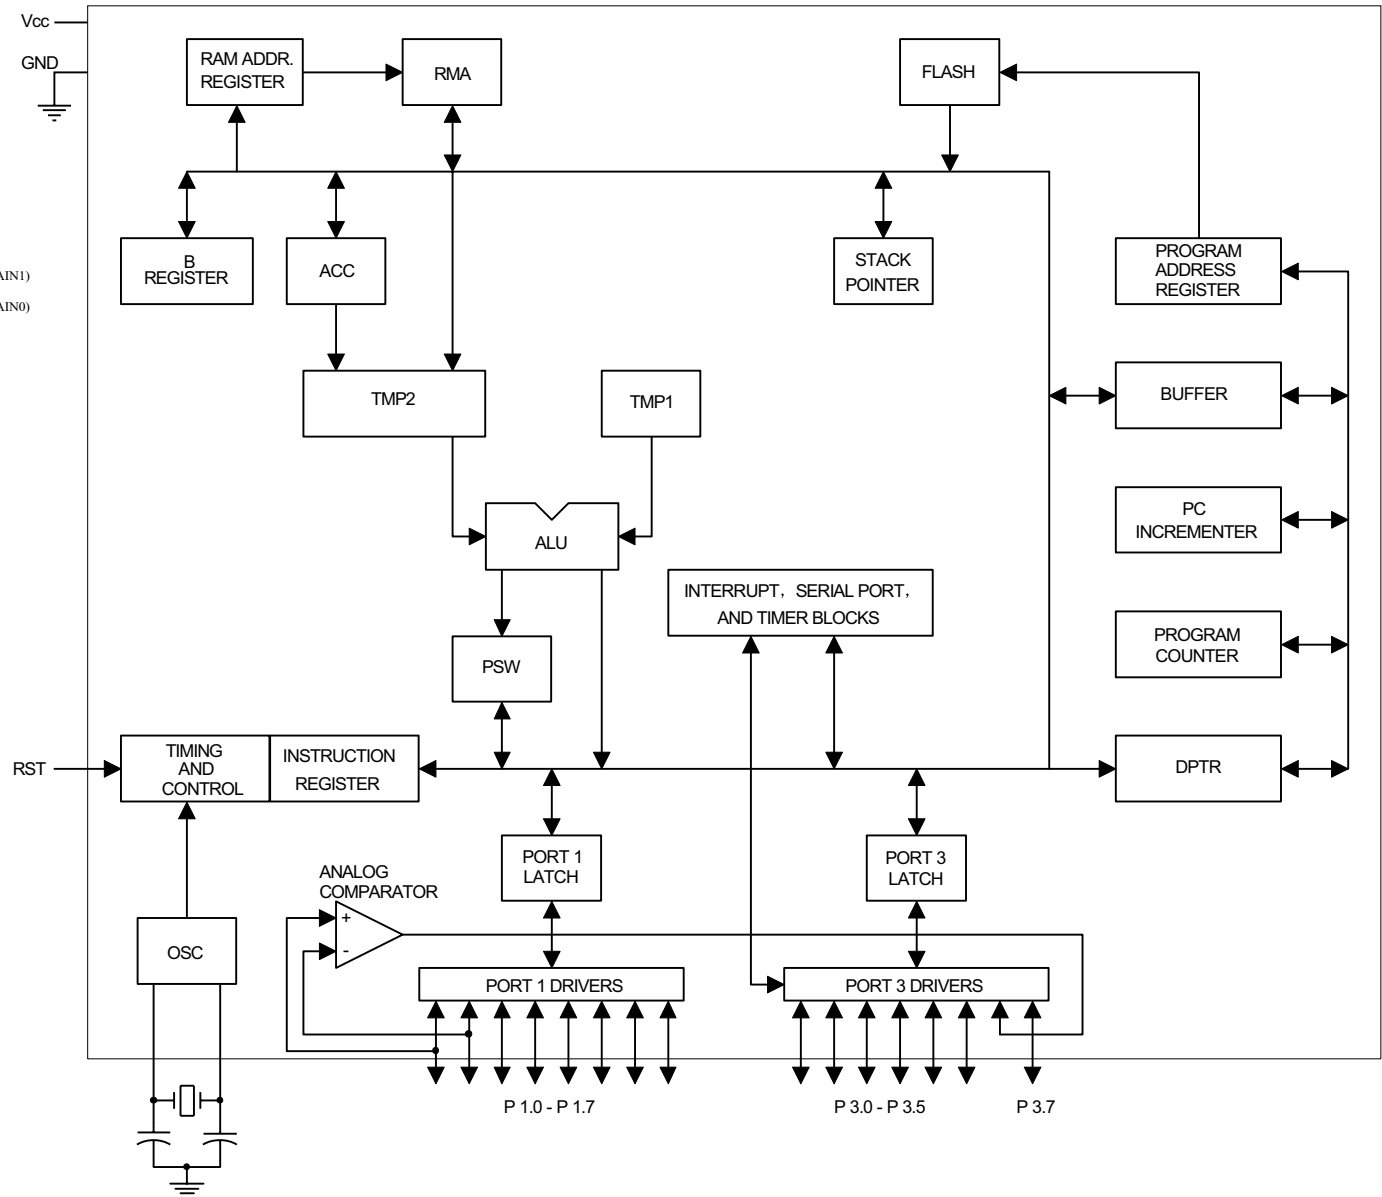 Vcc
GND
RAM ADDR.
REGISTER
RMA
FLASH
B
REGISTER
ACC
STACK
POINTER
PROGRAM
ADDRESS
REGISTER
AIN1)
AIN0)
TMP2
TMP1
BUFFER
ALU
PC
INCREMENTER
INTERRUPT，SERIAL PORT，
AND TIMER BLOCKS
PSW
PROGRAM
COUNTER
RST
TIMING
AND
CONTROL
INSTRUCTION
REGISTER
DPTR
PORT 1
LATCH
PORT 3
LATCH
ANALOG
COMPARATOR
+
-
OSC
PORT 1 DRIVERS
PORT 3 DRIVERS
P 1.0 - P 1.7
P 3.0 - P 3.5
P 3.7